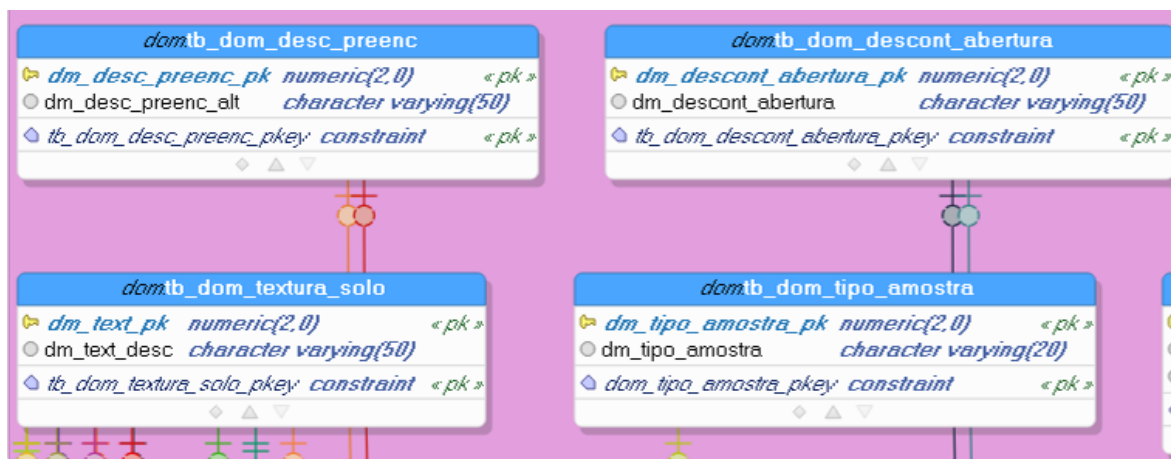 dom.tb_dom_desc_preenc
dm_desc_preenc_pk numeric(2,0) « pk »
dm_desc_preenc_alt character varying(50)
tb_dom_desc_preenc_pkey constraint « pk »
dom.tb_dom_descont_abertura
dm_descont_abertura_pk numeric(2,0) « pk »
dm_descont_abertura character varying(50)
tb_dom_descont_abertura_pkey constraint « pk »
dom.tb_dom_textura_solo
dm_text_pk numeric(2,0) « pk »
dm_text_desc character varying(50)
tb_dom_textura_solo_pkey constraint « pk »
dom.tb_dom_tipo_amostra
dm_tipo_amostra_pk numeric(2,0) « pk »
dm_tipo_amostra character varying(20)
dom_tipo_amostra_pkey constraint « pk »